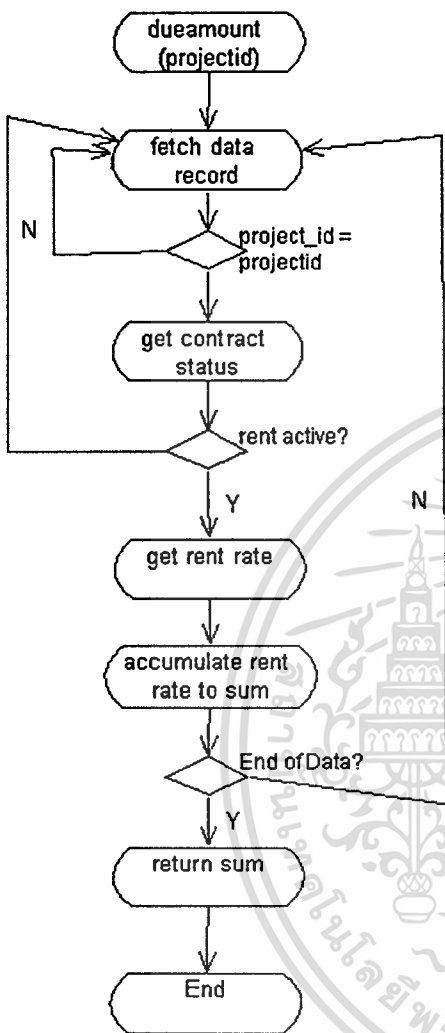 dueamount
(projectid)
fetch data
record
N
project_id =
projectid
get contract
status
rent active?
Y
N
get rent rate
accumulate rent
rate to sum
End of Data?
Y
return sum
End